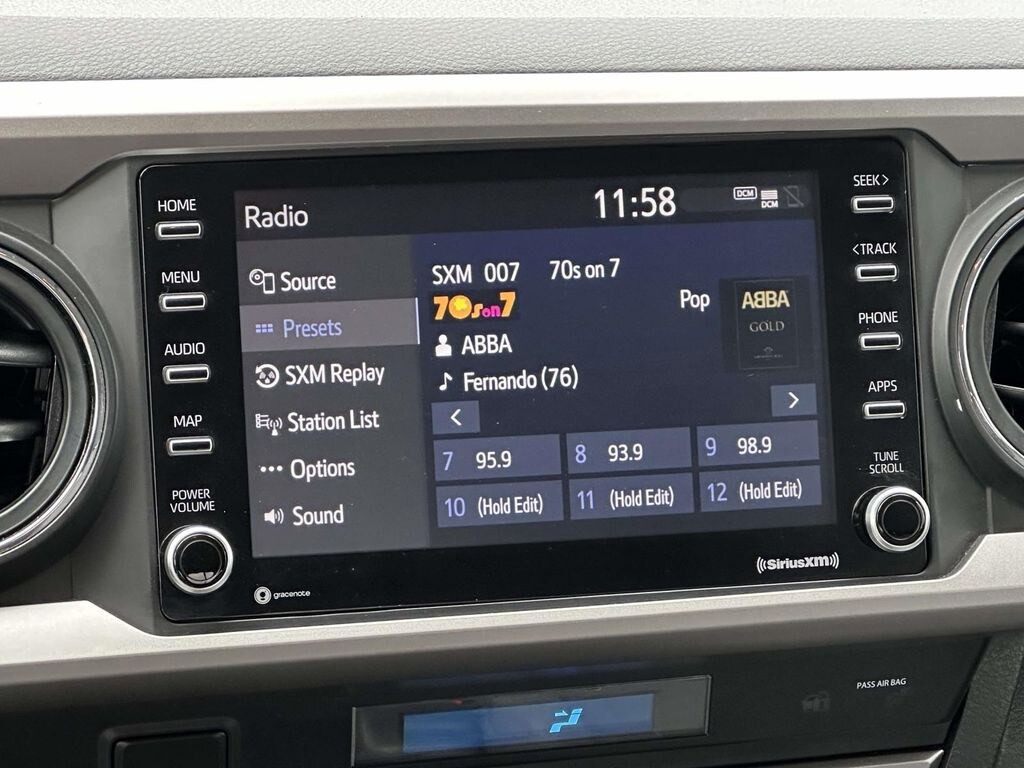 HOME
MENU
AUDIO
MAP
POWER
VOLUME
gracenote
Radio
11:58
DCM
DCM
Source
Presets
SXM Replay
Station List
Options
Sound
SXM 007 70s on 7
70s on 7
Pop
ABBA
GOLD
ABBA
Fernando (76)
<
>
7 95.9
8 93.9
9 98.9
10 (Hold Edit)
11 (Hold Edit)
12 (Hold Edit)
SEEK >
< TRACK
PHONE
APPS
TUNE
SCROLL
((SiriusXM))
PASS AIR BAG